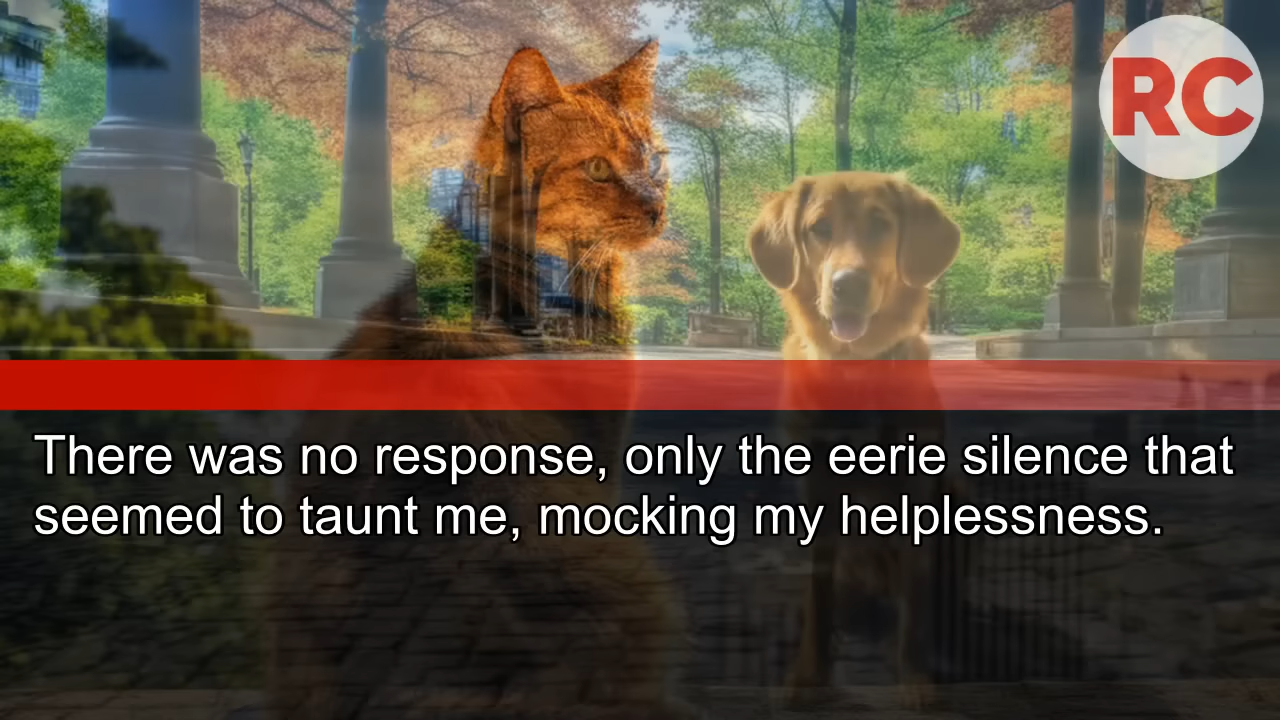 RC
There was no response, only the eerie silence that
seemed to taunt me, mocking my helplessness.